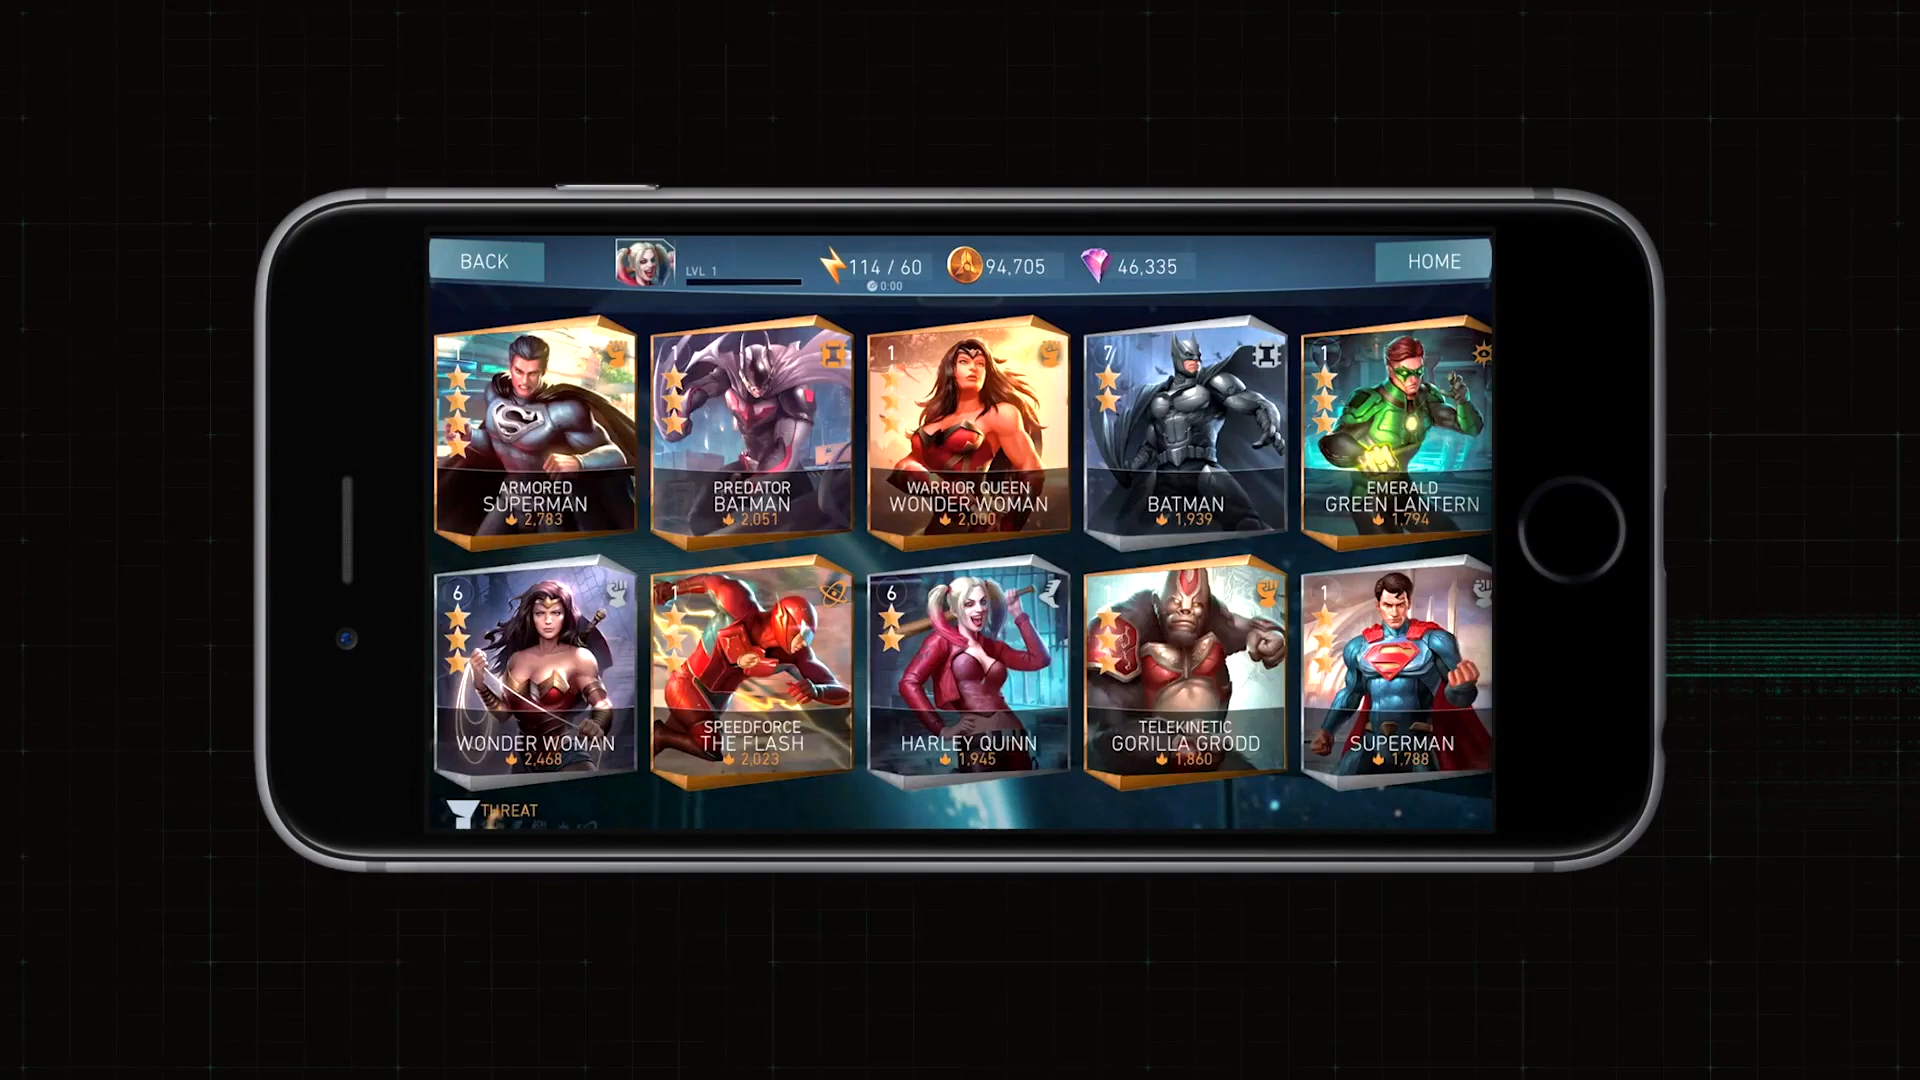 BACK
LVL 1
114 / 60
0:00
94,705
46,335
HOME
1
ARMORED
SUPERMAN
2,783
1
PREDATOR
BATMAN
2,051
1
WARRIOR QUEEN
WONDER WOMAN
2,000
7
BATMAN
1,939
1
EMERALD
GREEN LANTERN
1,794
6
WONDER WOMAN
2,468
1
SPEEDFORCE
THE FLASH
2,023
6
HARLEY QUINN
1,945
TELEKINETIC
GORILLA GRODD
1,860
1
SUPERMAN
1,788
THREAT